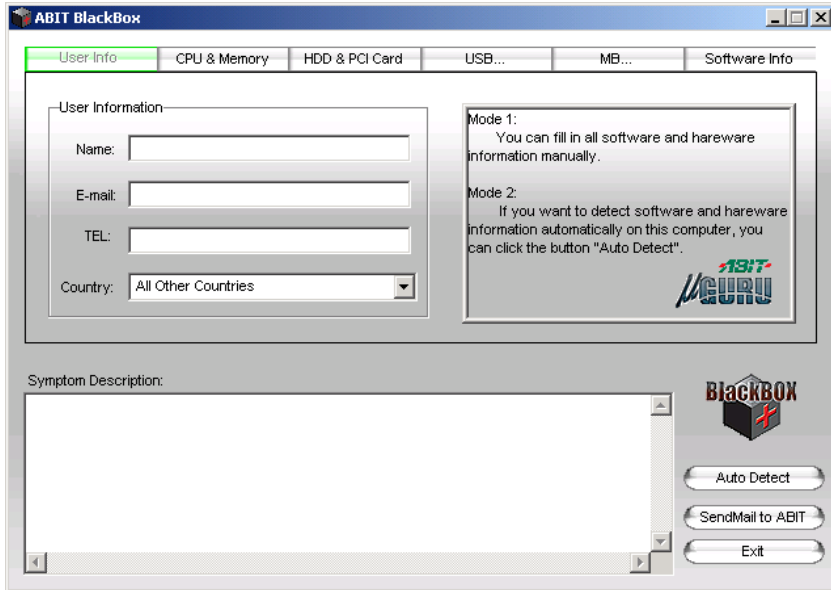 ABIT BlackBox
User Info
CPU & Memory
HDD & PCI Card
USB...
MB...
Software Info
User Information
Name:
E-mail:
TEL:
Country:
All Other Countries
Mode 1:
You can fill in all software and hareware
information manually.
Mode 2:
If you want to detect software and hareware
information automatically on this computer, you
can click the button "Auto Detect".
ABIT
μGURU
Symptom Description:
BlackBOX
Auto Detect
SendMail to ABIT
Exit